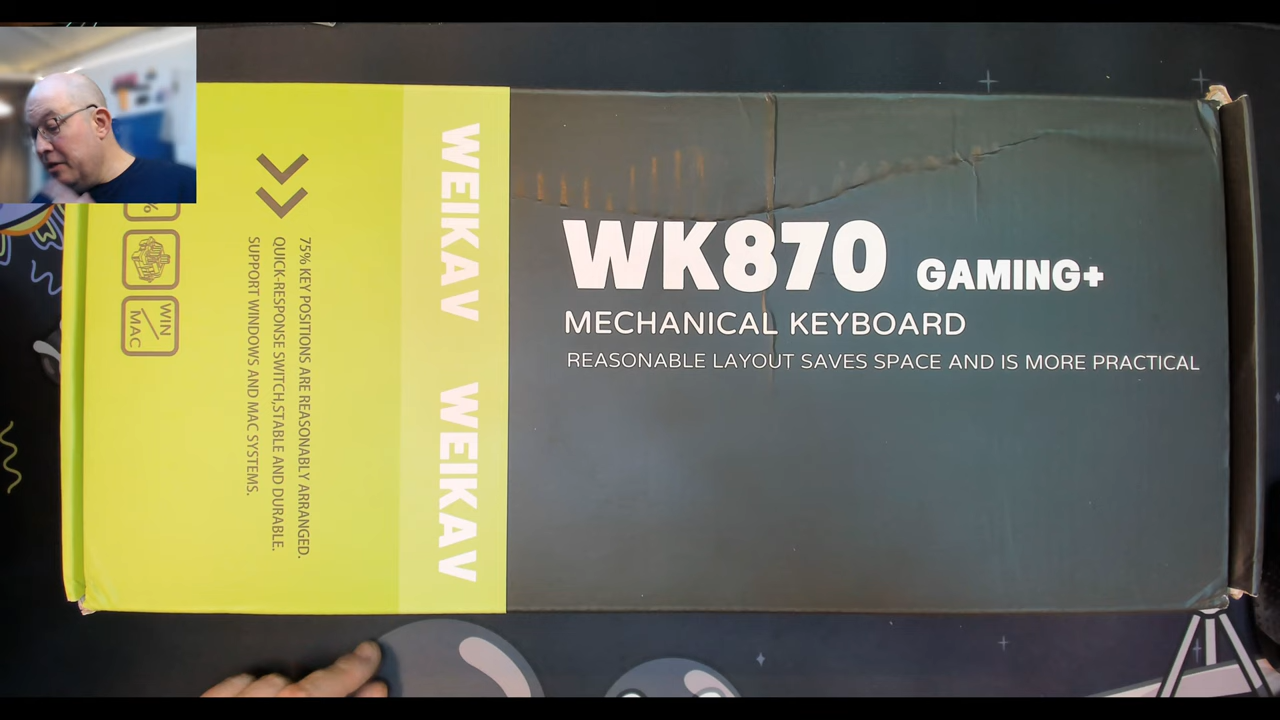 WK870 GAMING+
MECHANICAL KEYBOARD
REASONABLE LAYOUT SAVES SPACE AND IS MORE PRACTICAL
WEIKAV WEIKAV
75% KEY POSITIONS ARE REASONABLY ARRANGED.
QUICK-RESPONSE SWITCH,STABLE AND DURABLE.
SUPPORT WINDOWS AND MAC SYSTEMS.
%
WIN
MAC